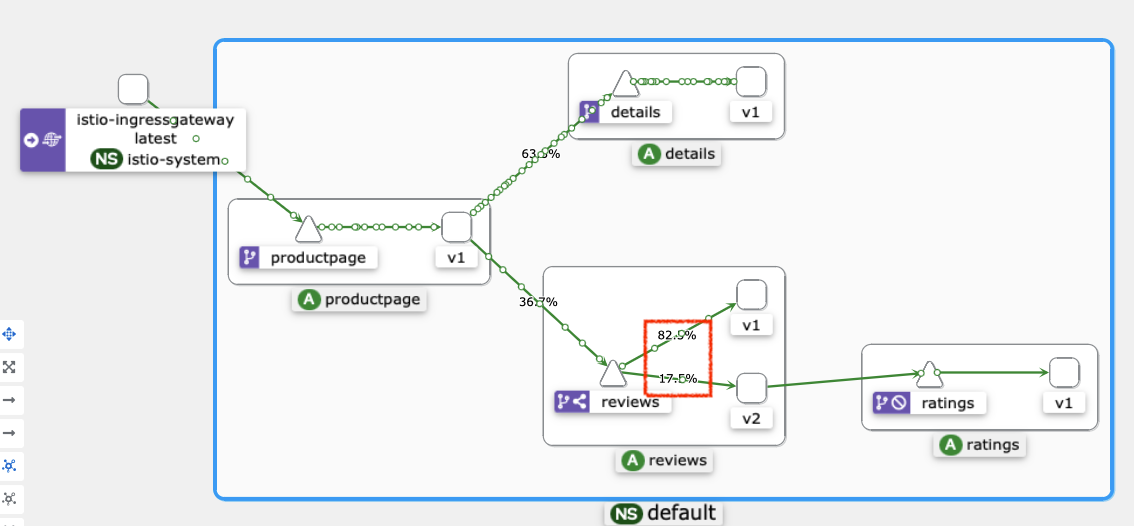 istio-ingressgateway
latest
NS istio-system
details
v1
A details
63.3%
productpage
v1
A productpage
36.7%
82.5%
17.5%
v1
reviews
v2
A reviews
ratings
v1
A ratings
NS default